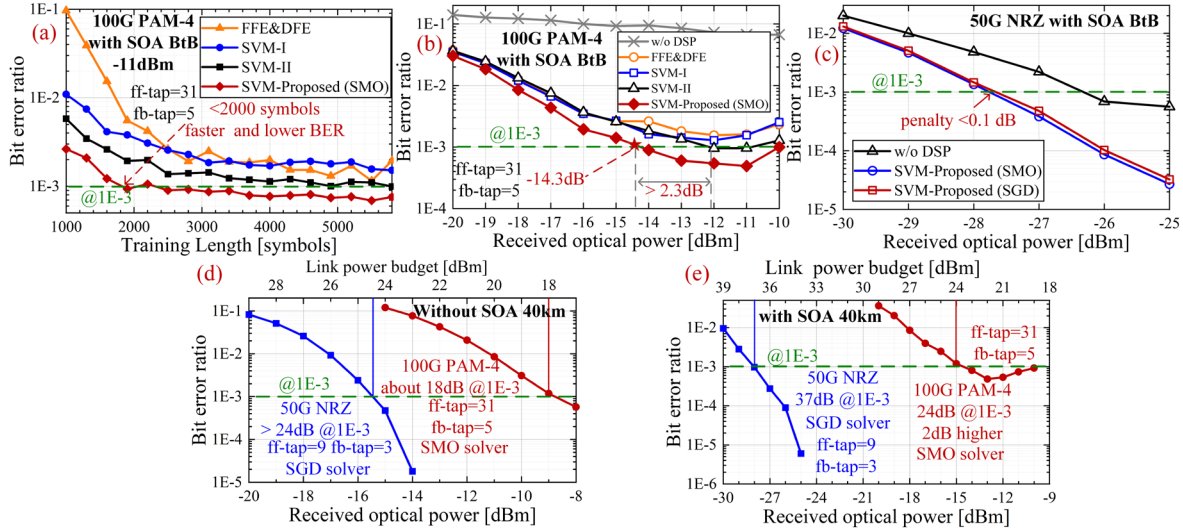 (a)
100G PAM-4
with SOA BtB
-11dBm
FFE&DFE
SVM-I
SVM-II
SVM-Proposed (SMO)
ff-tap=31
fb-tap=5
<2000 symbols
faster and lower BER
@1E-3
1E-1
1E-2
1E-3
Bit error ratio
1000 2000 3000 4000 5000
Training Length [symbols]
(b)
100G PAM-4
with SOA BtB
w/o DSP
FFE&DFE
SVM-I
SVM-II
SVM-Proposed (SMO)
@1E-3
ff-tap=31
fb-tap=5
-14.3dB
> 2.3dB
1E-1
1E-2
1E-3
1E-4
Bit error ratio
-20 -19 -18 -17 -16 -15 -14 -13 -12 -11 -10
Received optical power [dBm]
50G NRZ with SOA BtB
(c)
@1E-3
penalty <0.1 dB
w/o DSP
SVM-Proposed (SMO)
SVM-Proposed (SGD)
1E-2
1E-3
1E-4
1E-5
Bit error ratio
-30 -29 -28 -27 -26 -25
Received optical power [dBm]
(d)
Link power budget [dBm]
28 26 24 22 20 18
Without SOA 40km
100G PAM-4
about 18dB @1E-3
ff-tap=31
fb-tap=5
SMO solver
@1E-3
50G NRZ
> 24dB @1E-3
ff-tap=9 fb-tap=3
SGD solver
1E-1
1E-2
1E-3
1E-4
1E-5
Bit error ratio
-20 -18 -16 -14 -12 -10 -8
Received optical power [dBm]
(e)
Link power budget [dBm]
39 36 33 30 27 24 21 18
with SOA 40km
ff-tap=31
fb-tap=5
@1E-3
50G NRZ
37dB @1E-3
SGD solver
ff-tap=9
fb-tap=3
100G PAM-4
24dB @1E-3
2dB higher
SMO solver
1E-2
1E-3
1E-4
1E-5
1E-6
Bit error ratio
-30 -27 -24 -21 -18 -15 -12 -9
Received optical power [dBm]